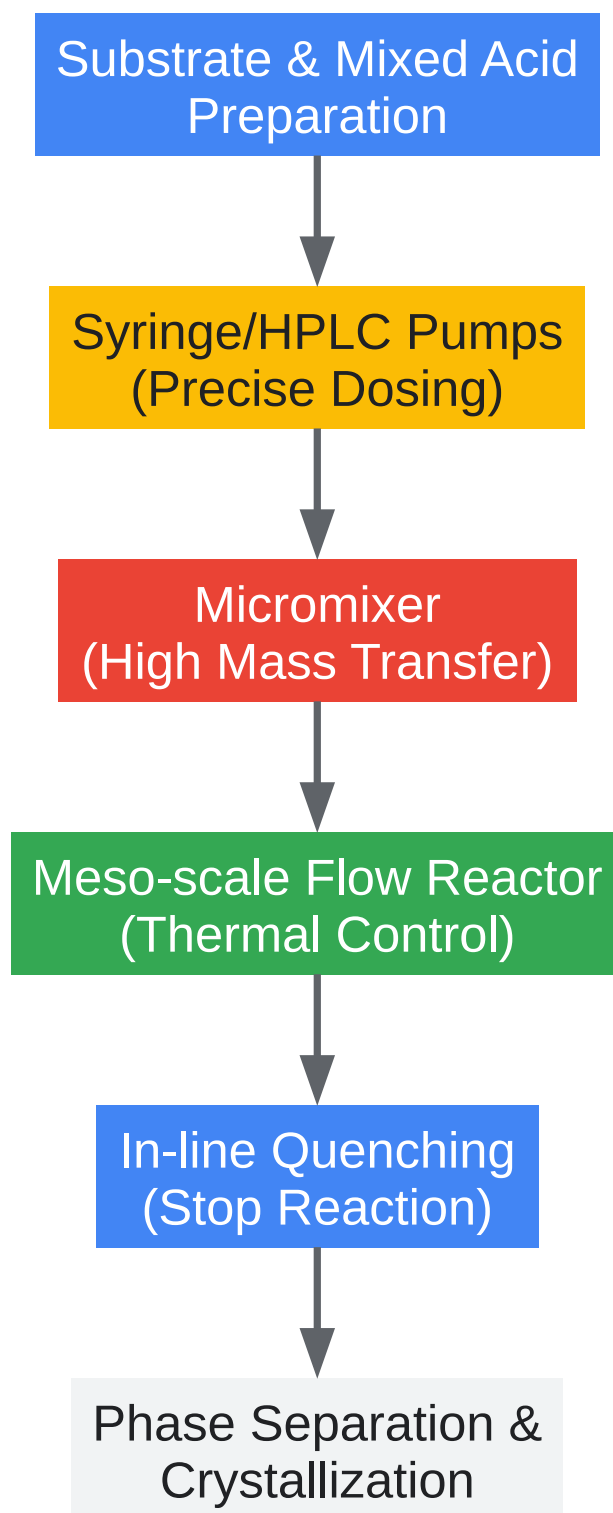 Substrate & Mixed Acid
Preparation
Syringe/HPLC Pumps
(Precise Dosing)
Micromixer
(High Mass Transfer)
Meso-scale Flow Reactor
(Thermal Control)
In-line Quenching
(Stop Reaction)
Phase Separation &
Crystallization